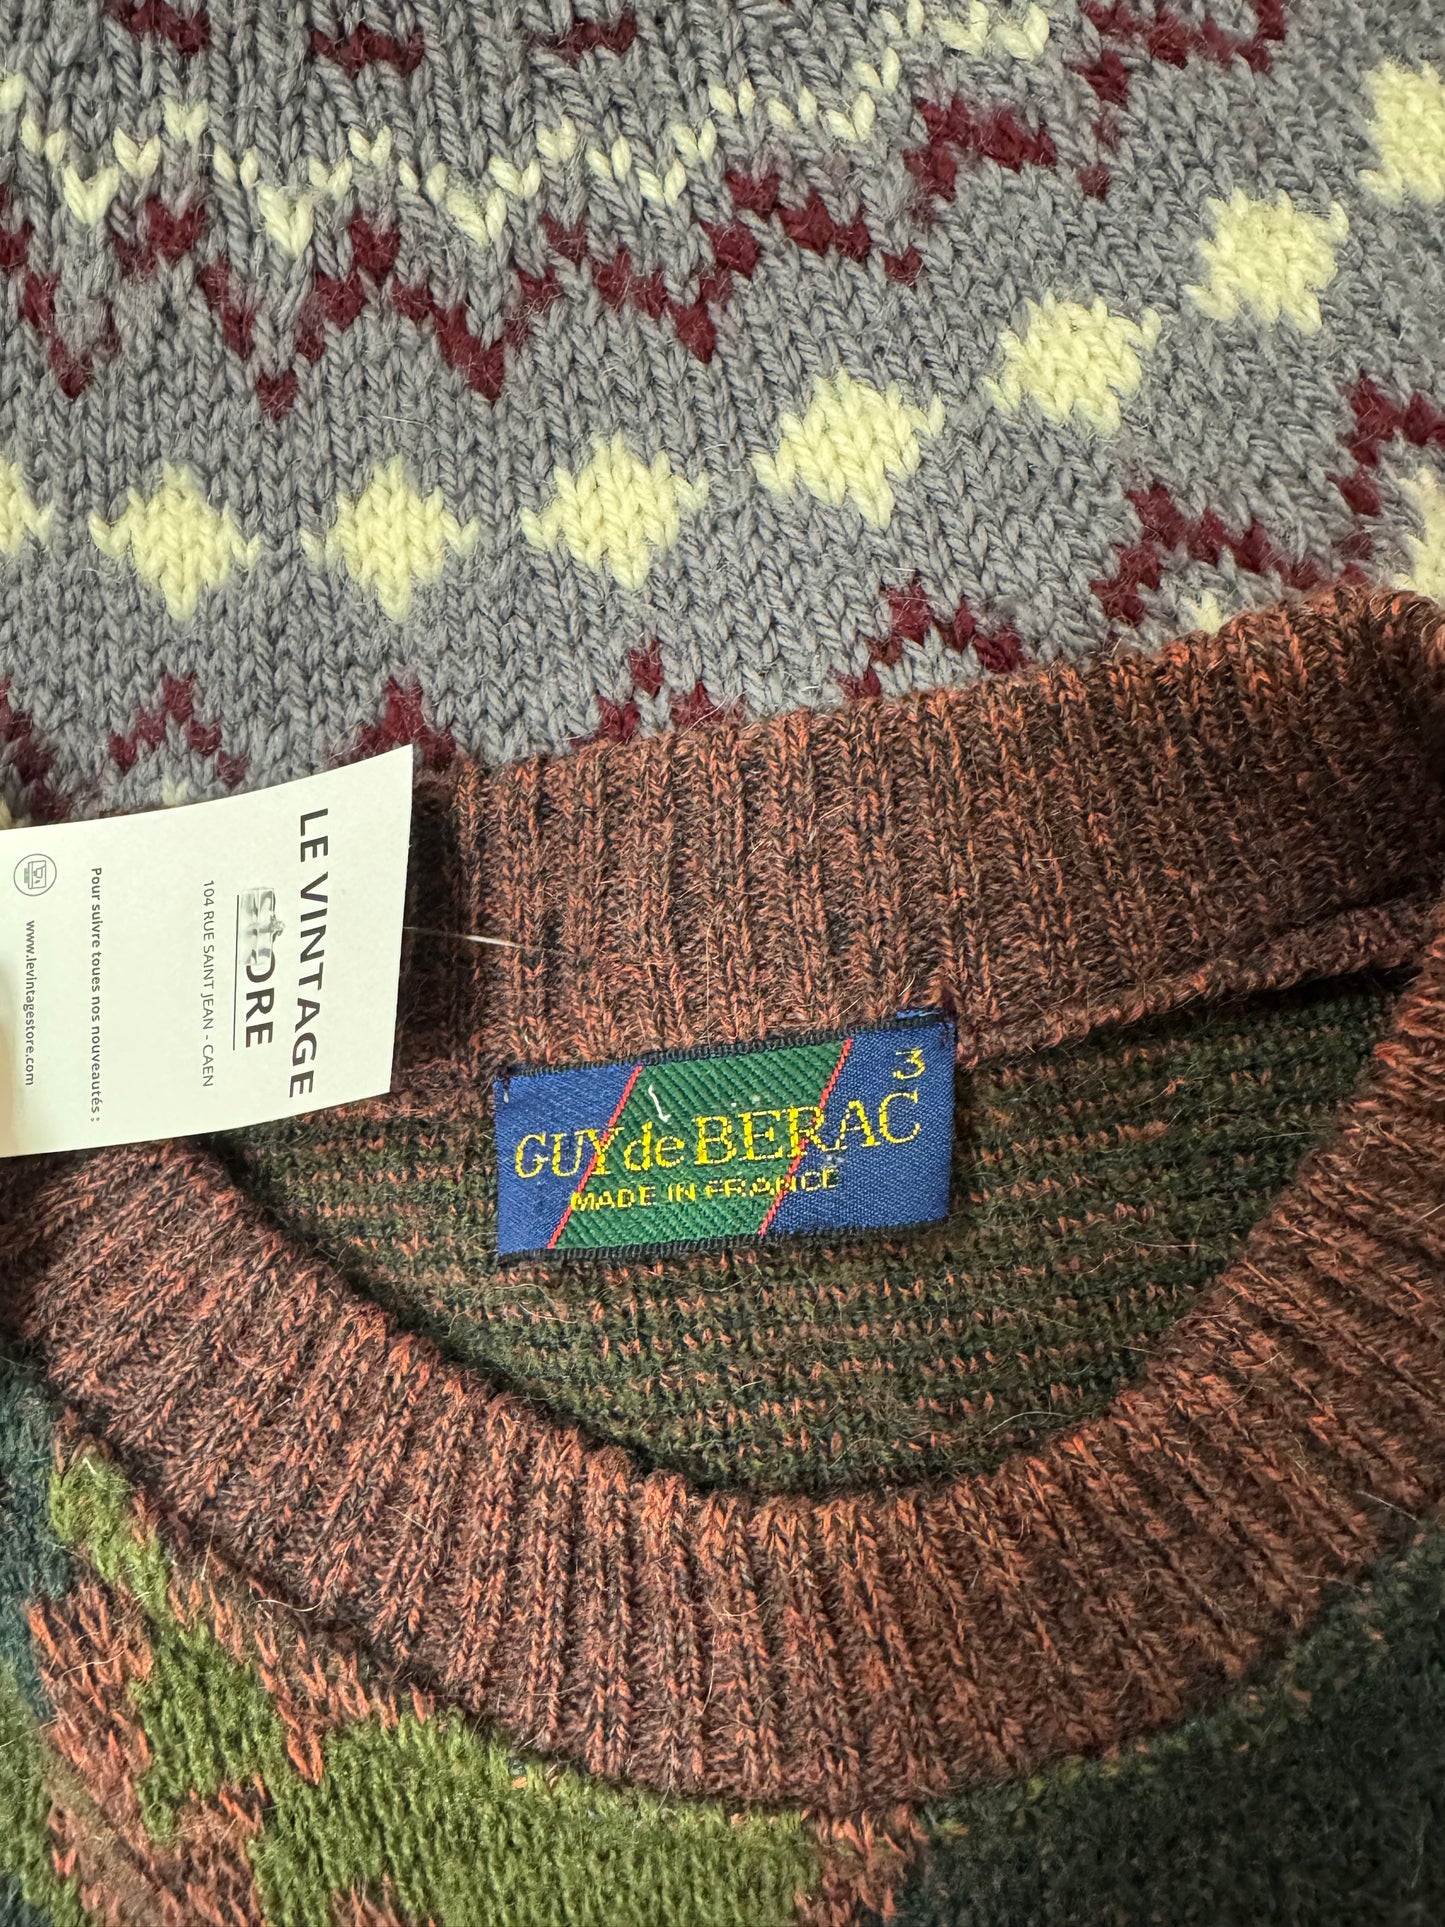 LE VINTAGE
104 RUE SAINT JEAN - CAEN
Pour suivre toues nos nouveautés :
www.levintagestore.com
3
GUY de BERAC
MADE IN FRANCE